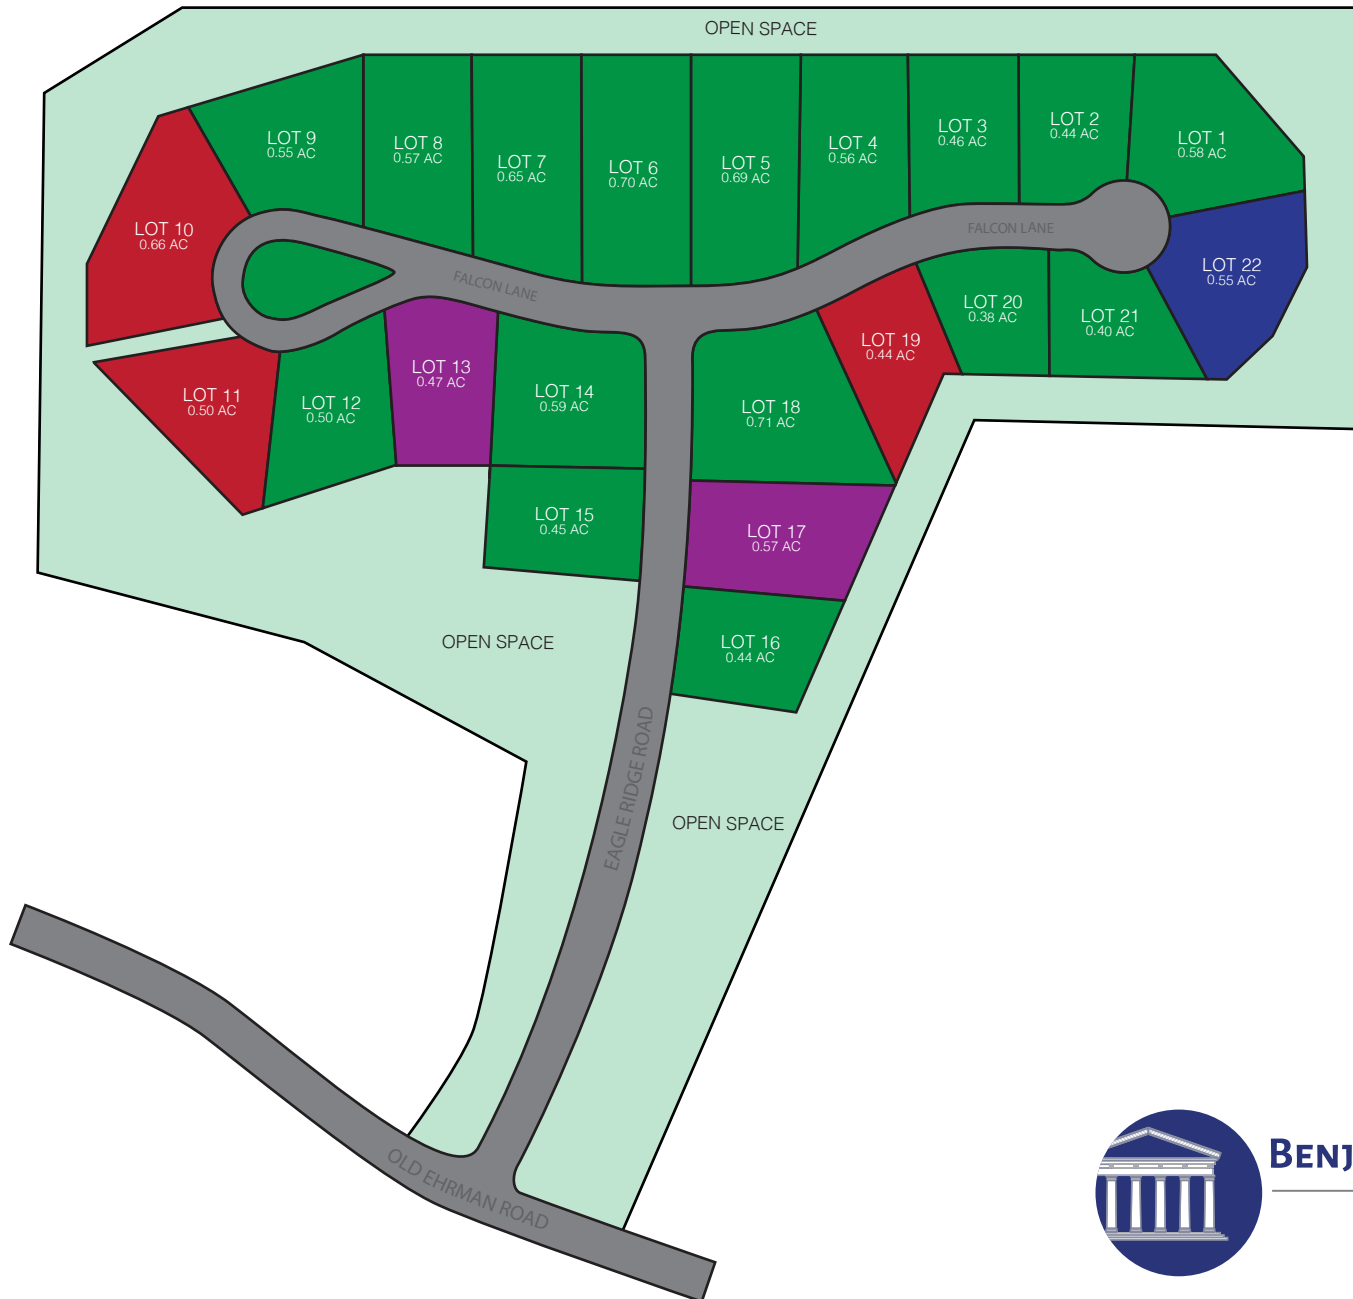 OPEN SPACE
LOT 9
0.55 AC
LOT 8
0.57 AC
LOT 7
0.65 AC
LOT 6
0.70 AC
LOT 5
0.69 AC
LOT 4
0.56 AC
LOT 3
0.46 AC
LOT 2
0.44 AC
LOT 1
0.58 AC
LOT 10
0.66 AC
FALCON LANE
FALCON LANE
LOT 22
0.55 AC
LOT 11
0.50 AC
LOT 12
0.50 AC
LOT 13
0.47 AC
LOT 14
0.59 AC
LOT 18
0.71 AC
LOT 19
0.44 AC
LOT 20
0.38 AC
LOT 21
0.40 AC
LOT 15
0.45 AC
LOT 17
0.57 AC
OPEN SPACE
LOT 16
0.44 AC
EAGLE RIDGE ROAD
OPEN SPACE
OLD EHRMAN ROAD
BENJ